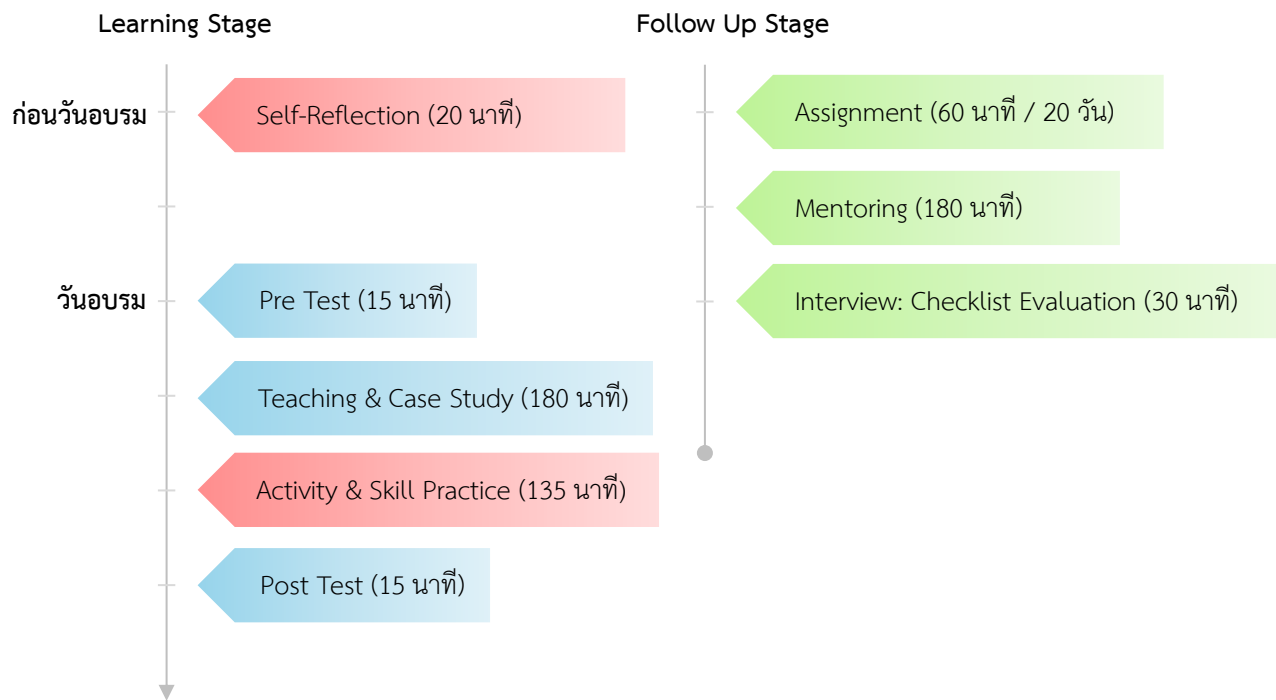 Learning Stage
ก่อนวันอบรม
Self-Reflection (20 นาที)
วันอบรม
Pre Test (15 นาที)
Teaching & Case Study (180 นาที)
Activity & Skill Practice (135 นาที)
Post Test (15 นาที)
Follow Up Stage
Assignment (60 นาที / 20 วัน)
Mentoring (180 นาที)
Interview: Checklist Evaluation (30 นาที)